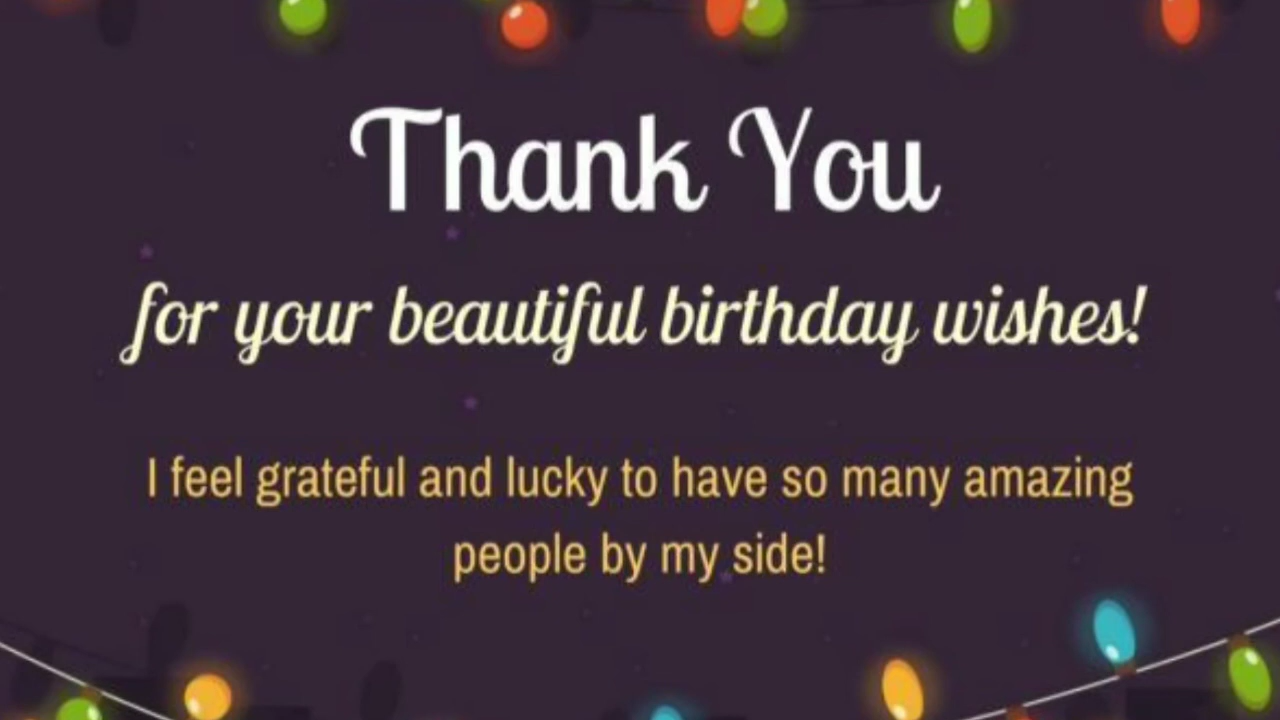 Thank You
for your beautiful birthday wishes!
I feel grateful and lucky to have so many amazing
people by my side!